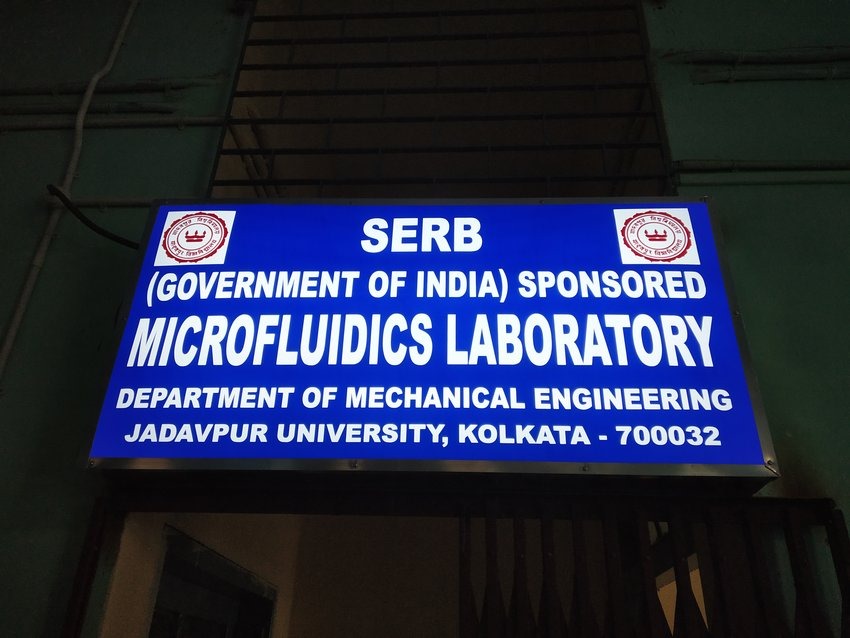 SERB
(GOVERNMENT OF INDIA) SPONSORED
MICROFLUIDICS LABORATORY
DEPARTMENT OF MECHANICAL ENGINEERING
JADAVPUR UNIVERSITY, KOLKATA - 700032